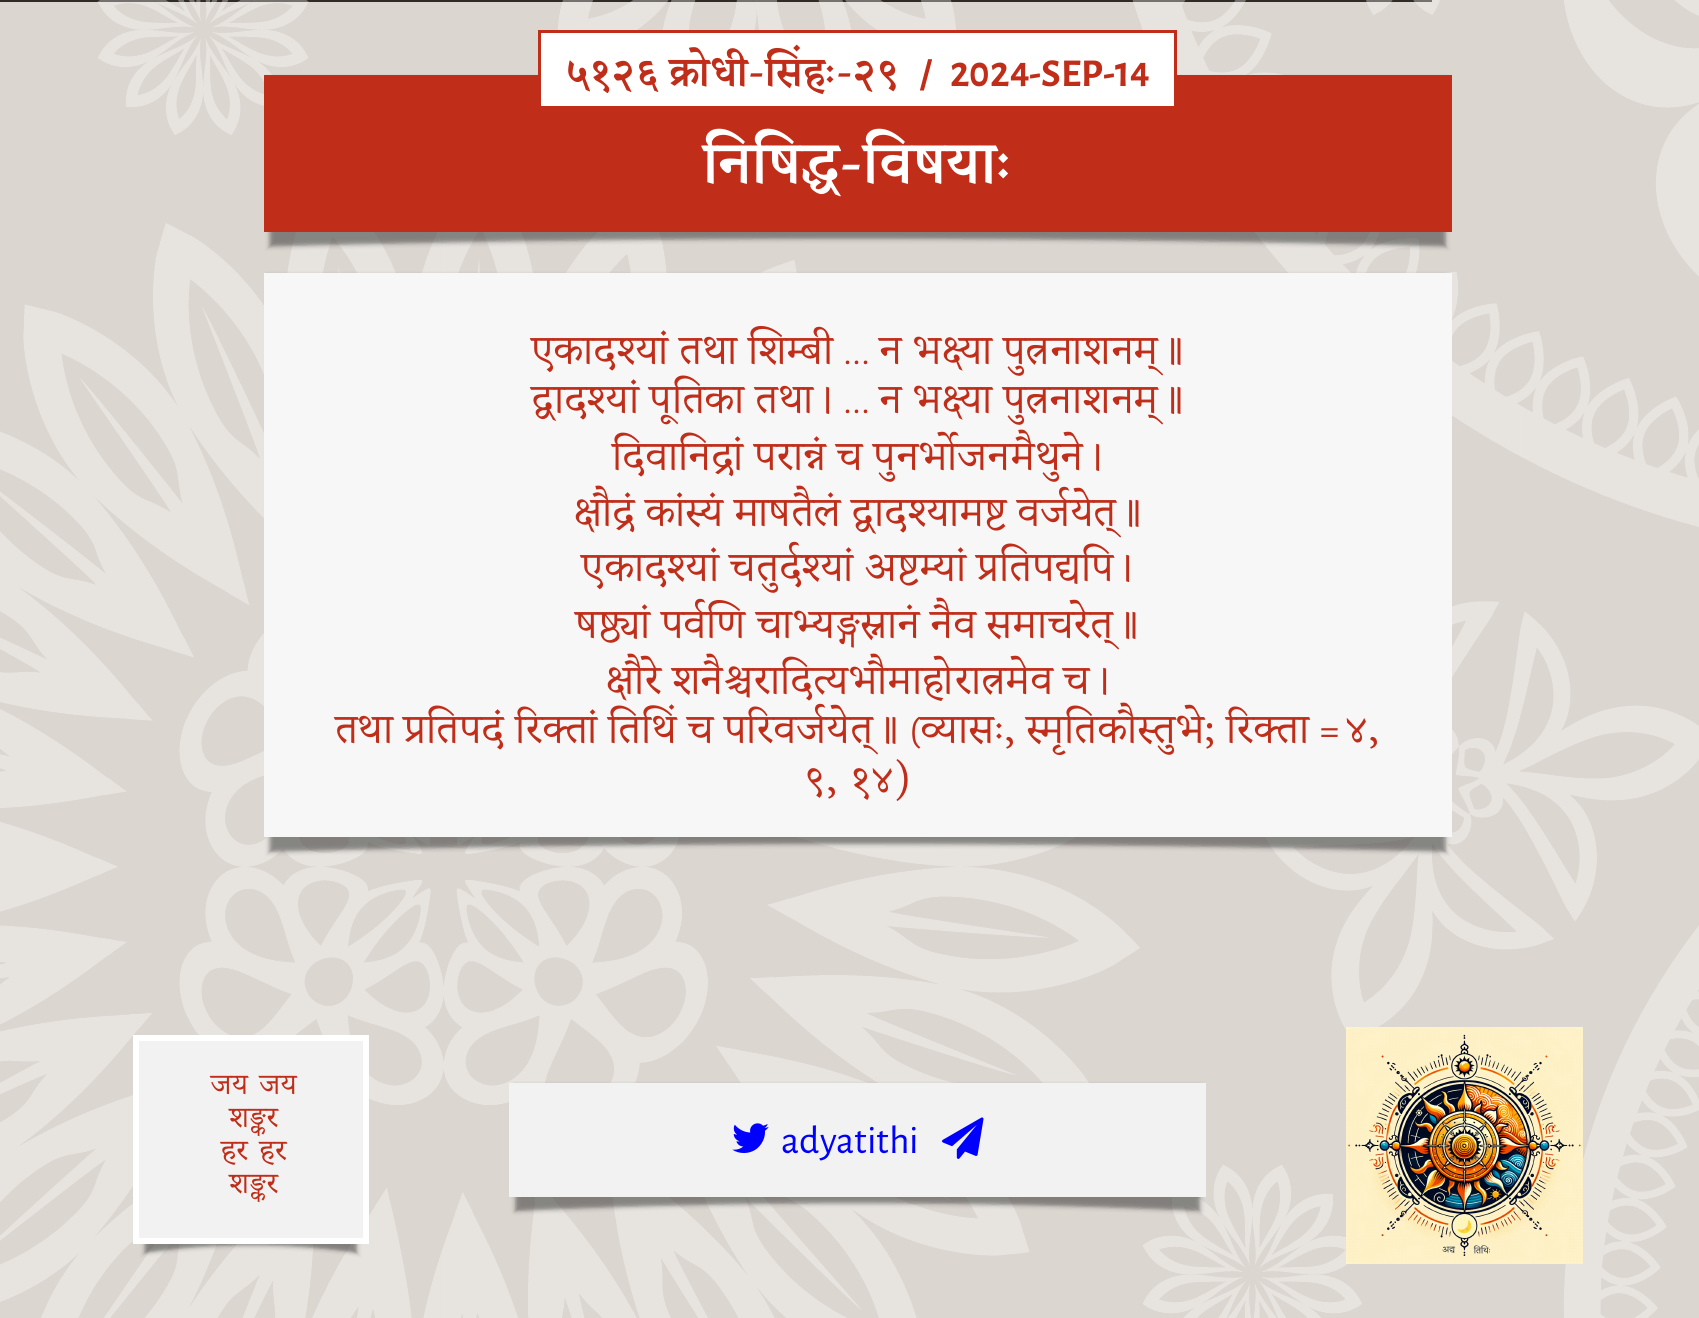 ५१२६ क्रोधी-सिंहः-२९ / 2024-SEP-14
निषिद्ध-विषयाः
एकादश्यां तथा शिम्बी … न भक्ष्या पुत्रनाशनम् ॥
द्वादश्यां पूतिका तथा। … न भक्ष्या पुत्रनाशनम् ॥
दिवानिद्रां परान्नं च पुनर्भोजनमैथुने।
क्षौद्रं कांस्यं माषतैलं द्वादश्यामष्ट वर्जयेत् ॥
एकादश्यां चतुर्दश्यां अष्टम्यां प्रतिपद्यपि।
षष्ठ्यां पर्वणि चाभ्यङ्गस्नानं नैव समाचरेत् ॥
क्षौरे शनैश्चरादित्यभौमाहोरात्रमेव च।
तथा प्रतिपदं रिक्तां तिथिं च परिवर्जयेत् ॥ (व्यासः, स्मृतिकौस्तुभे; रिक्ता = ४,
९, १४)
जय जय
शङ्कर
हर हर
शङ्कर
adyatithi
अद्य तिथिः